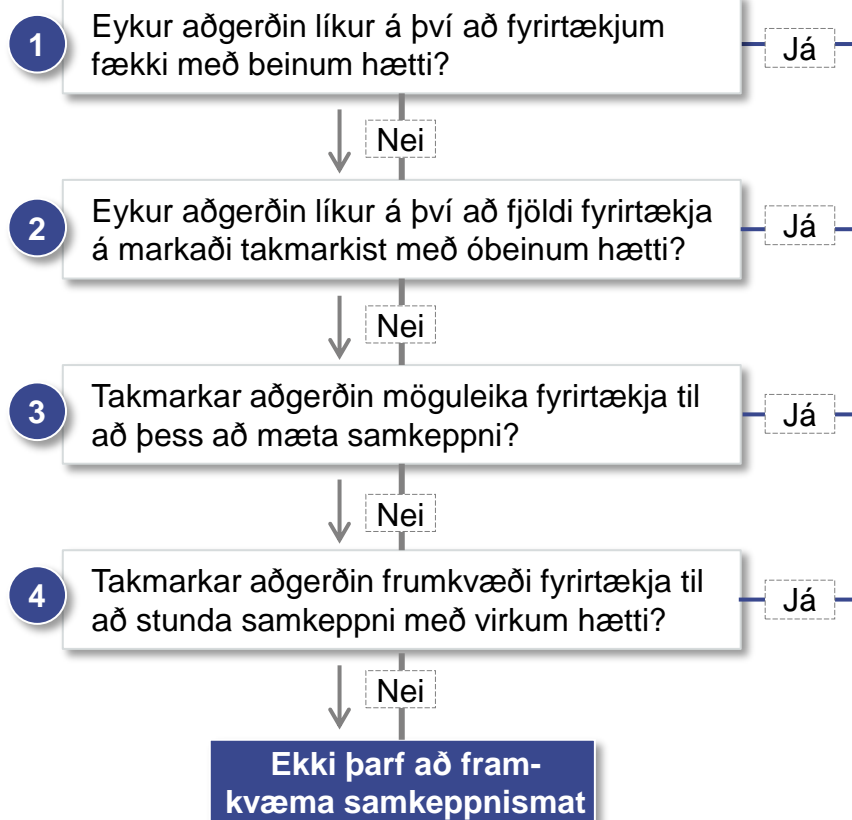 1
Eykur aðgerðin líkur á því að fyrirtækjum
fækki með beinum hætti?
Já
Nei
2
Eykur aðgerðin líkur á því að fjöldi fyrirtækja
á markaði takmarkist með óbeinum hætti?
Já
Nei
3
Takmarkar aðgerðin möguleika fyrirtækja til
að þess að mæta samkeppni?
Já
Nei
4
Takmarkar aðgerðin frumkvæði fyrirtækja til
að stunda samkeppni með virkum hætti?
Já
Nei
Ekki þarf að fram-
kvæma samkeppnismat